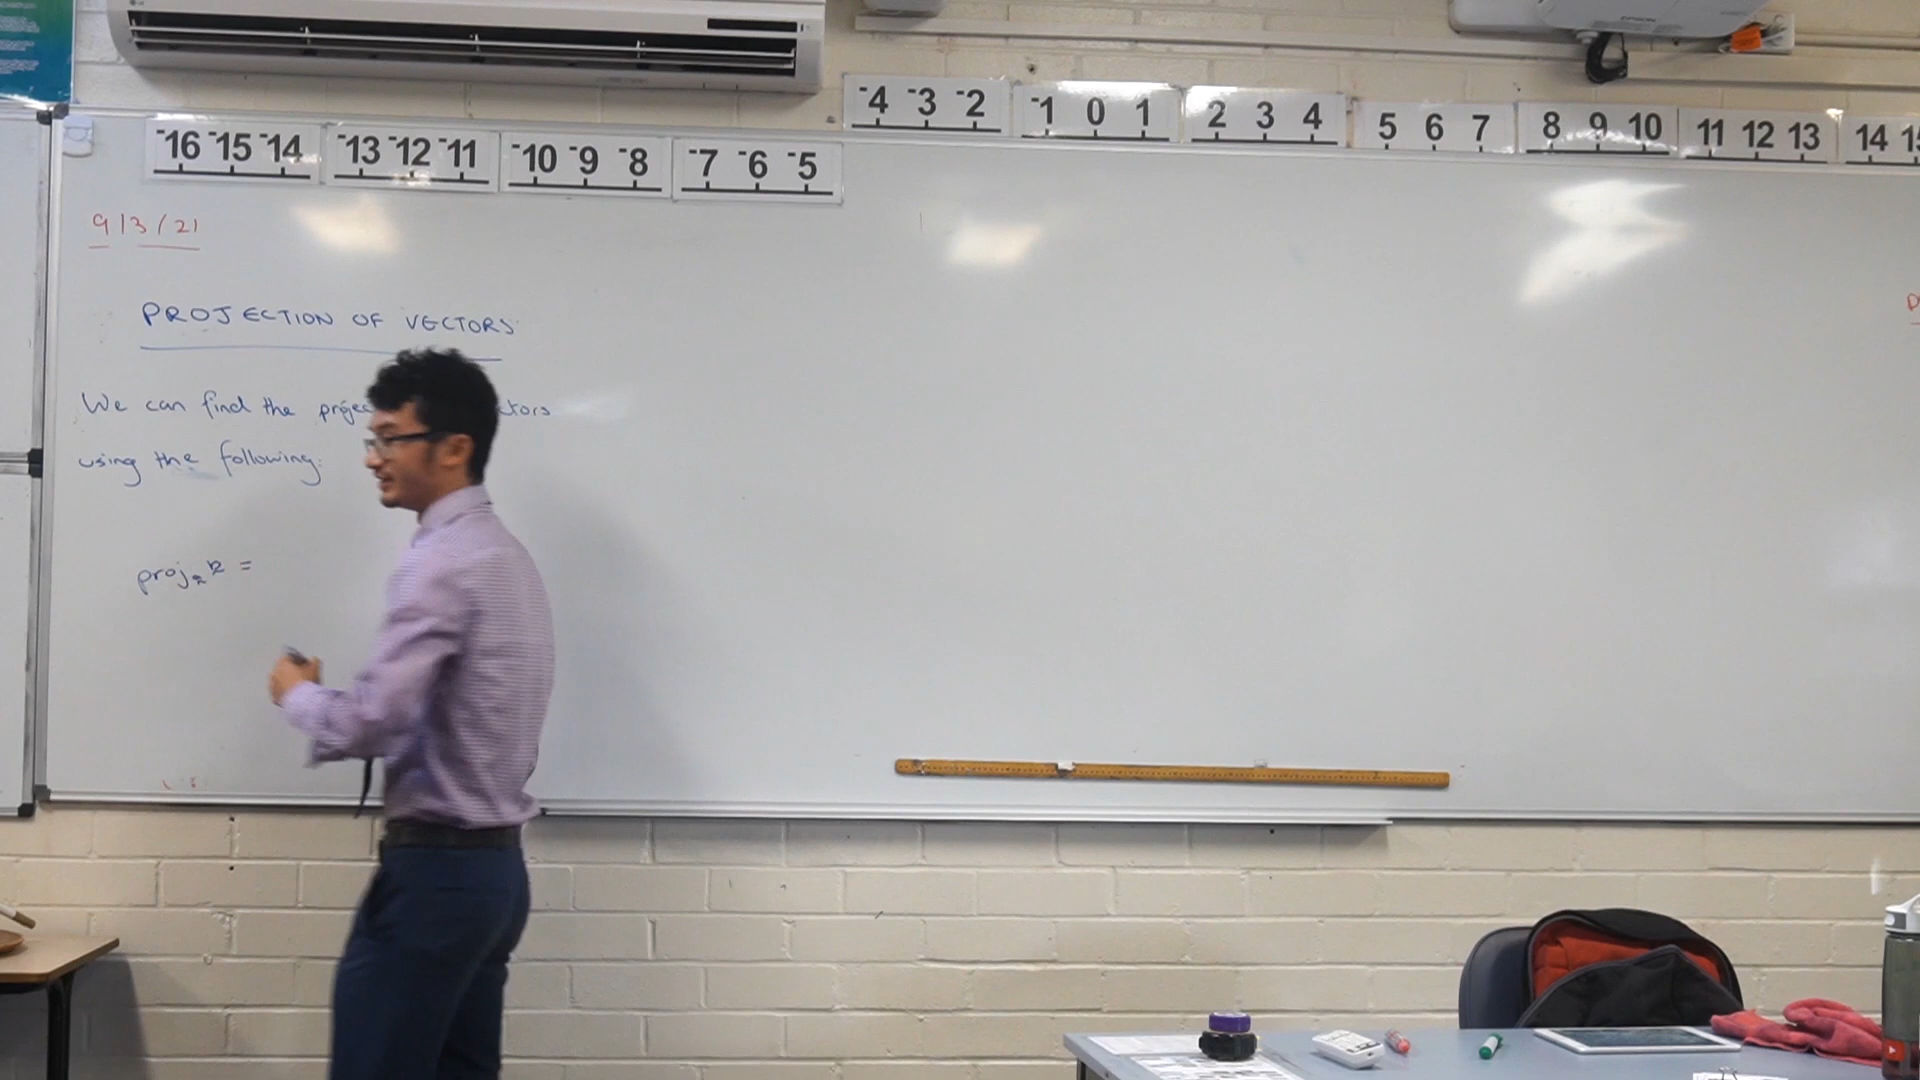 -4 -3 -2 -1 0 1 2 3 4 5 6 7 8 9 10 11 12 13 14
-16 -15 -14 -13 -12 -11 -10 -9 -8 -7 -6 -5
9/3/21
PROJECTION OF VECTORS
We can find the
using the following:
proj =